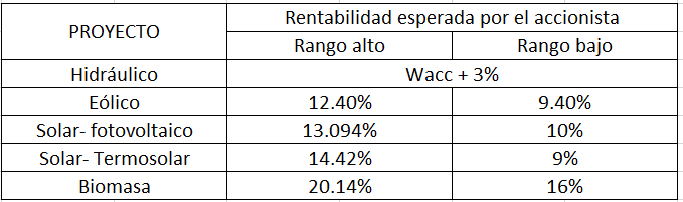 PROYECTO
Rentabilidad esperada por el accionista
Rango alto Rango bajo
Hidráulico Wacc + 3%
Eólico 12.40% 9.40%
Solar- fotovoltaico 13.094% 10%
Solar- Termosolar 14.42% 9%
Biomasa 20.14% 16%